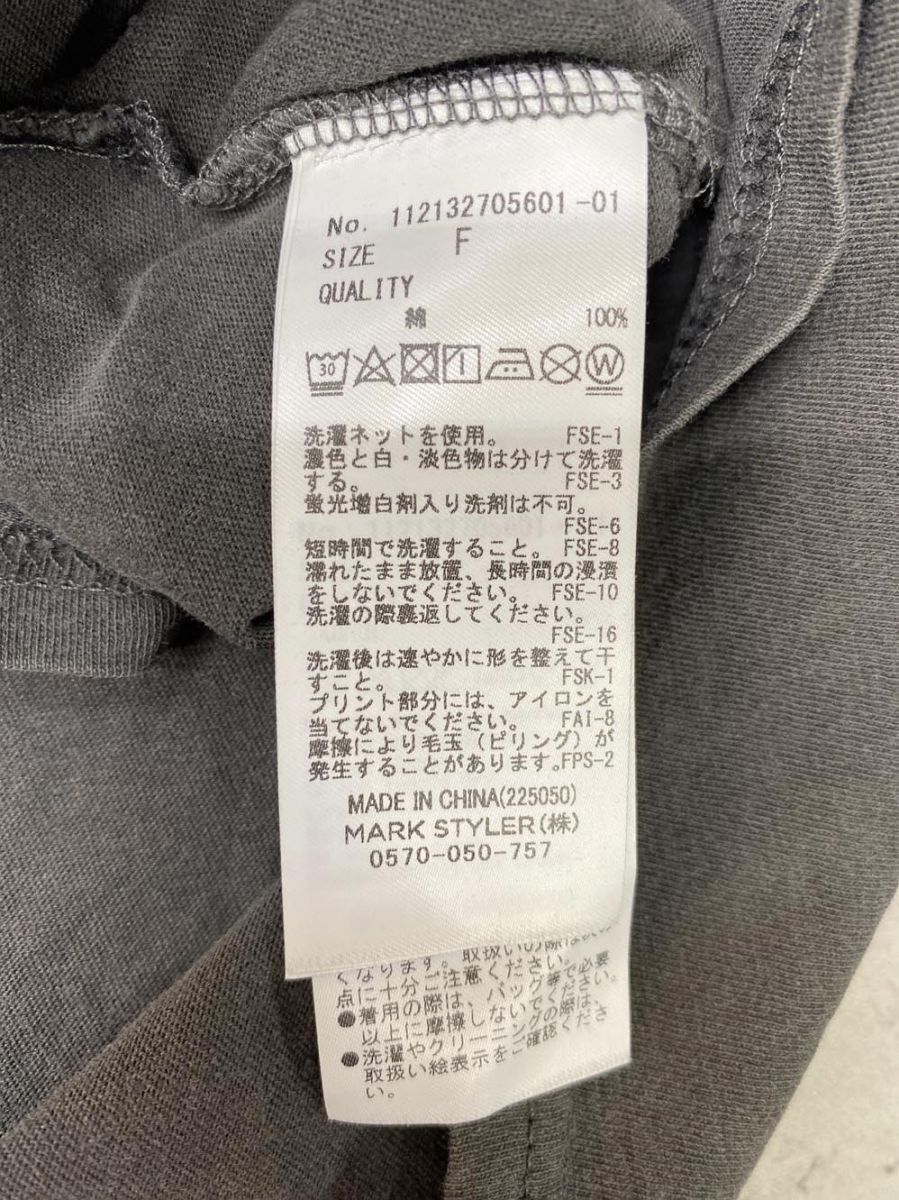 No. 112132705601-01
SIZE F
QUALITY
綿 100%
30 1 W
洗濯ネットを使用。 FSE-1
濃色と白・淡色物は分けて洗濯
する。 FSE-3
蛍光増白剤入り洗剤は不可。
FSE-6
短時間で洗濯すること。 FSE-8
濡れたまま放置、長時間の浸漬
をしないでください。 FSE-10
洗濯の際裏返してください。
FSE-16
洗濯後は速やかに形を整えて干
すこと。 FSK-1
プリント部分には、アイロンを
当てないでください。 FAI-8
摩擦により毛玉(ピリング)が
発生することがあります。FPS-2
MADE IN CHINA(225050)
MARK STYLER(株)
0570-050-757
くなります。取扱いの際は次の
点に十分ご注意ください。
●着用の際は、バッグ等で必要
以上に摩擦しないでください。
●洗濯やクリーニングの際は、
取扱い絵表示をご確認くださ
い。